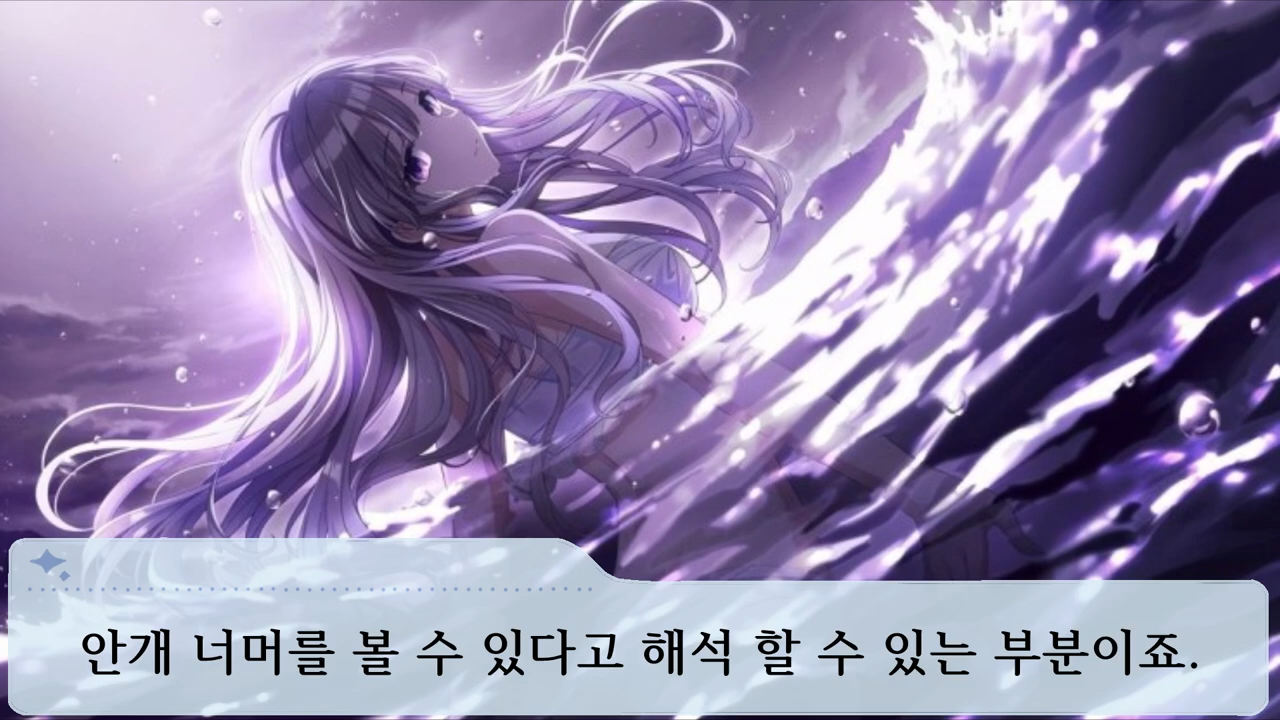 안개 너머를 볼 수 있다고 해석 할 수 있는 부분이죠.